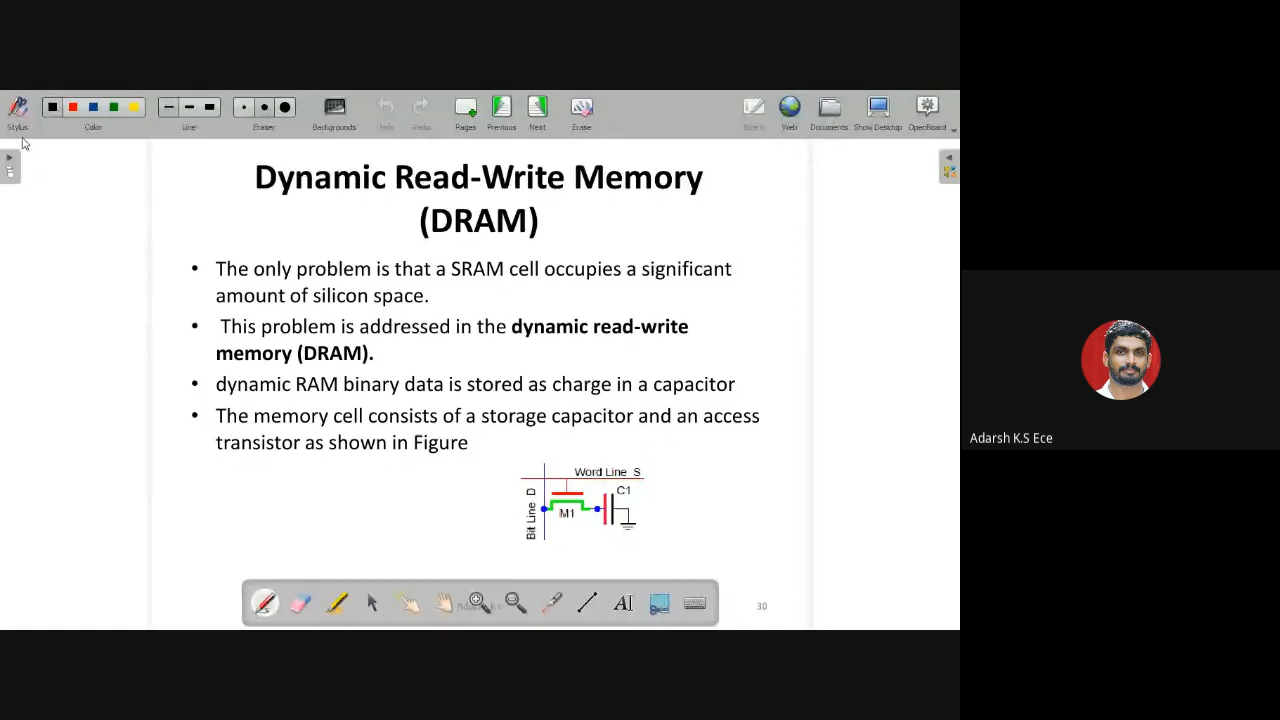 Stylus
Color
Line
Eraser
Backgrounds
Undo
Redo
Pages
Previous
Next
Erase
Board
Web
Documents
Show Desktop
OpenBoard
Dynamic Read-Write Memory
(DRAM)
• The only problem is that a SRAM cell occupies a significant
amount of silicon space.
• This problem is addressed in the dynamic read-write
memory (DRAM).
• dynamic RAM binary data is stored as charge in a capacitor
• The memory cell consists of a storage capacitor and an access
transistor as shown in Figure
Word Line S
Bit Line D
M1
C1
30
Adarsh K.S Ece